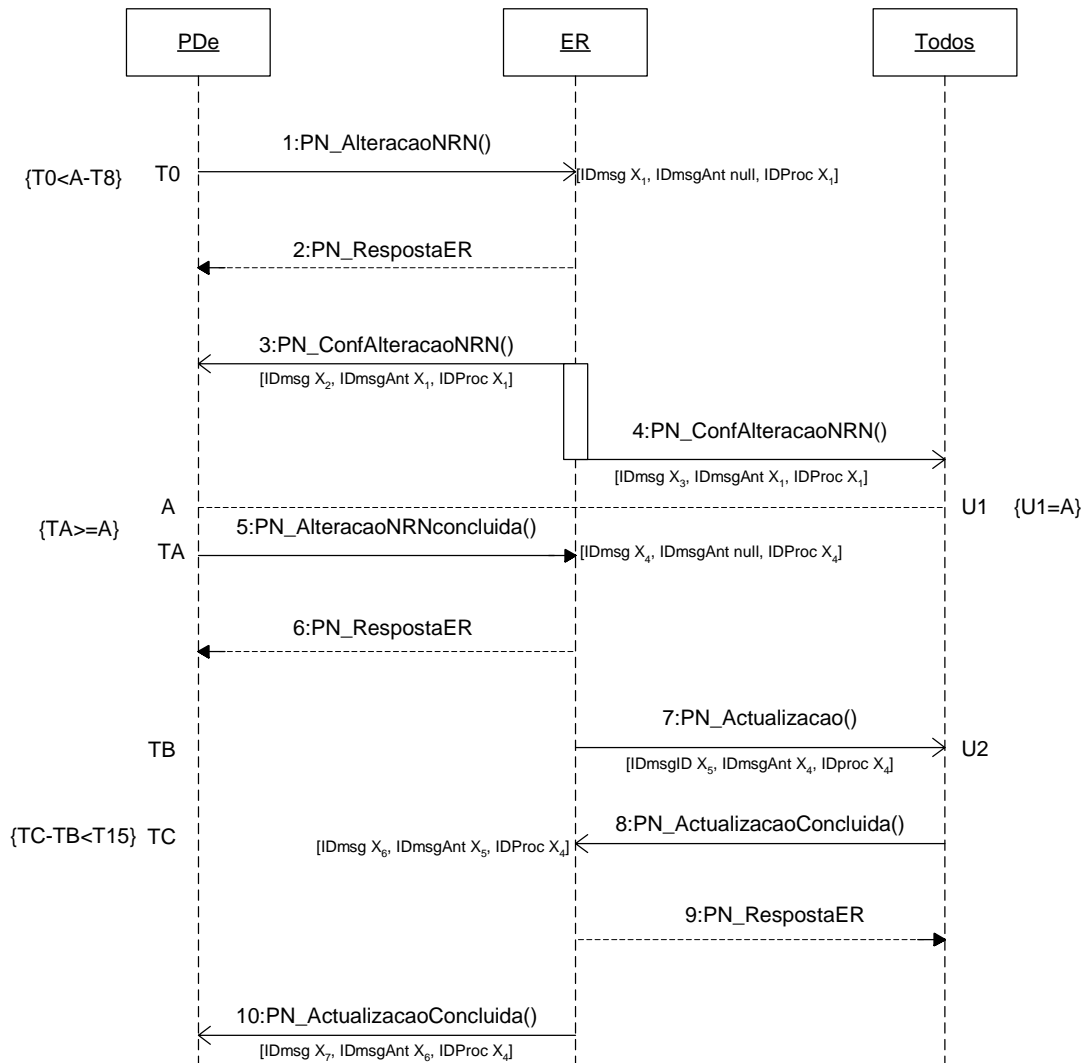 PDe
ER
Todos
1:PN_AlteracaoNRN()
{T0<A-T8}
T0
[IDmsg X1, IDmsgAnt null, IDProc X1]
2:PN_RespostaER
3:PN_ConfAlteracaoNRN()
[IDmsg X2, IDmsgAnt X1, IDProc X1]
4:PN_ConfAlteracaoNRN()
[IDmsg X3, IDmsgAnt X1, IDProc X1]
A
U1
{U1=A}
{TA>=A}
5:PN_AlteracaoNRNconcluida()
TA
[IDmsg X4, IDmsgAnt null, IDProc X4]
6:PN_RespostaER
7:PN_Actualizacao()
TB
U2
[IDmsgID X5, IDmsgAnt X4, IDproc X4]
{TC-TB<T15}
TC
8:PN_ActualizacaoConcluida()
[IDmsg X6, IDmsgAnt X5, IDProc X4]
9:PN_RespostaER
10:PN_ActualizacaoConcluida()
[IDmsg X7, IDmsgAnt X6, IDProc X4]